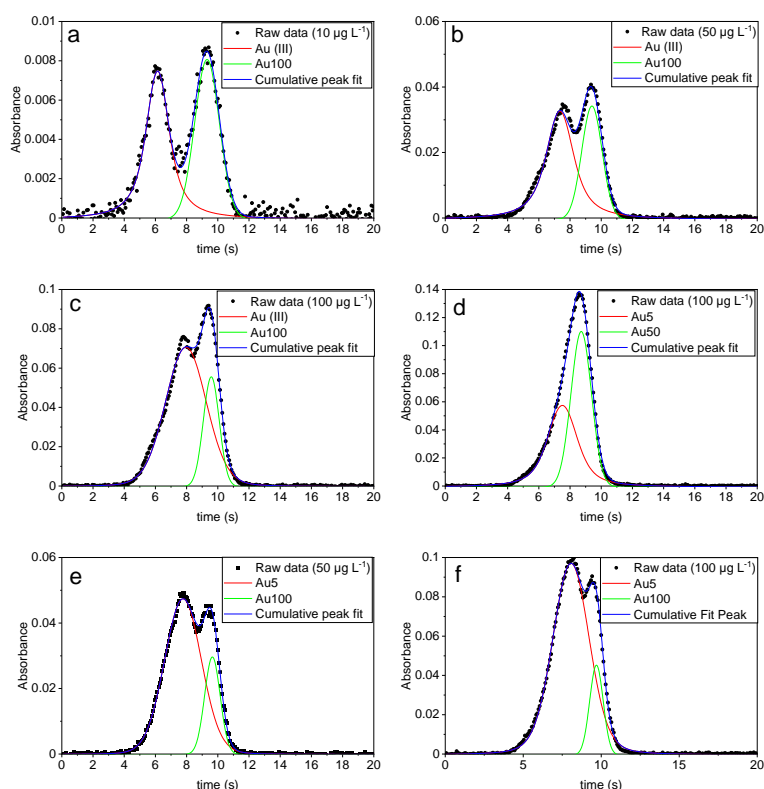 a
Raw data (10 µg L⁻¹)
Au (III)
Au100
Cumulative peak fit
0.01
0.008
0.006
0.004
0.002
0
Absorbance
0 2 4 6 8 10 12 14 16 18 20
time (s)
b
Raw data (50 µg L⁻¹)
Au (III)
Au100
Cumulative peak fit
0.06
0.04
0.02
0
Absorbance
0 2 4 6 8 10 12 14 16 18 20
time (s)
c
Raw data (100 µg L⁻¹)
Au (III)
Au100
Cumulative peak fit
0.1
0.08
0.06
0.04
0.02
0
Absorbance
0 2 4 6 8 10 12 14 16 18 20
time (s)
d
Raw data (100 µg L⁻¹)
Au5
Au50
Cumulative peak fit
0.14
0.12
0.1
0.08
0.06
0.04
0.02
0
Absorbance
0 2 4 6 8 10 12 14 16 18 20
time (s)
e
Raw data (50 µg L⁻¹)
Au5
Au100
Cumulative peak fit
0.06
0.04
0.02
0
Absorbance
0 2 4 6 8 10 12 14 16 18 20
time (s)
f
Raw data (100 µg L⁻¹)
Au5
Au100
Cumulative Fit Peak
0.1
0.08
0.06
0.04
0.02
0
Absorbance
0 5 10 15 20
time (s)